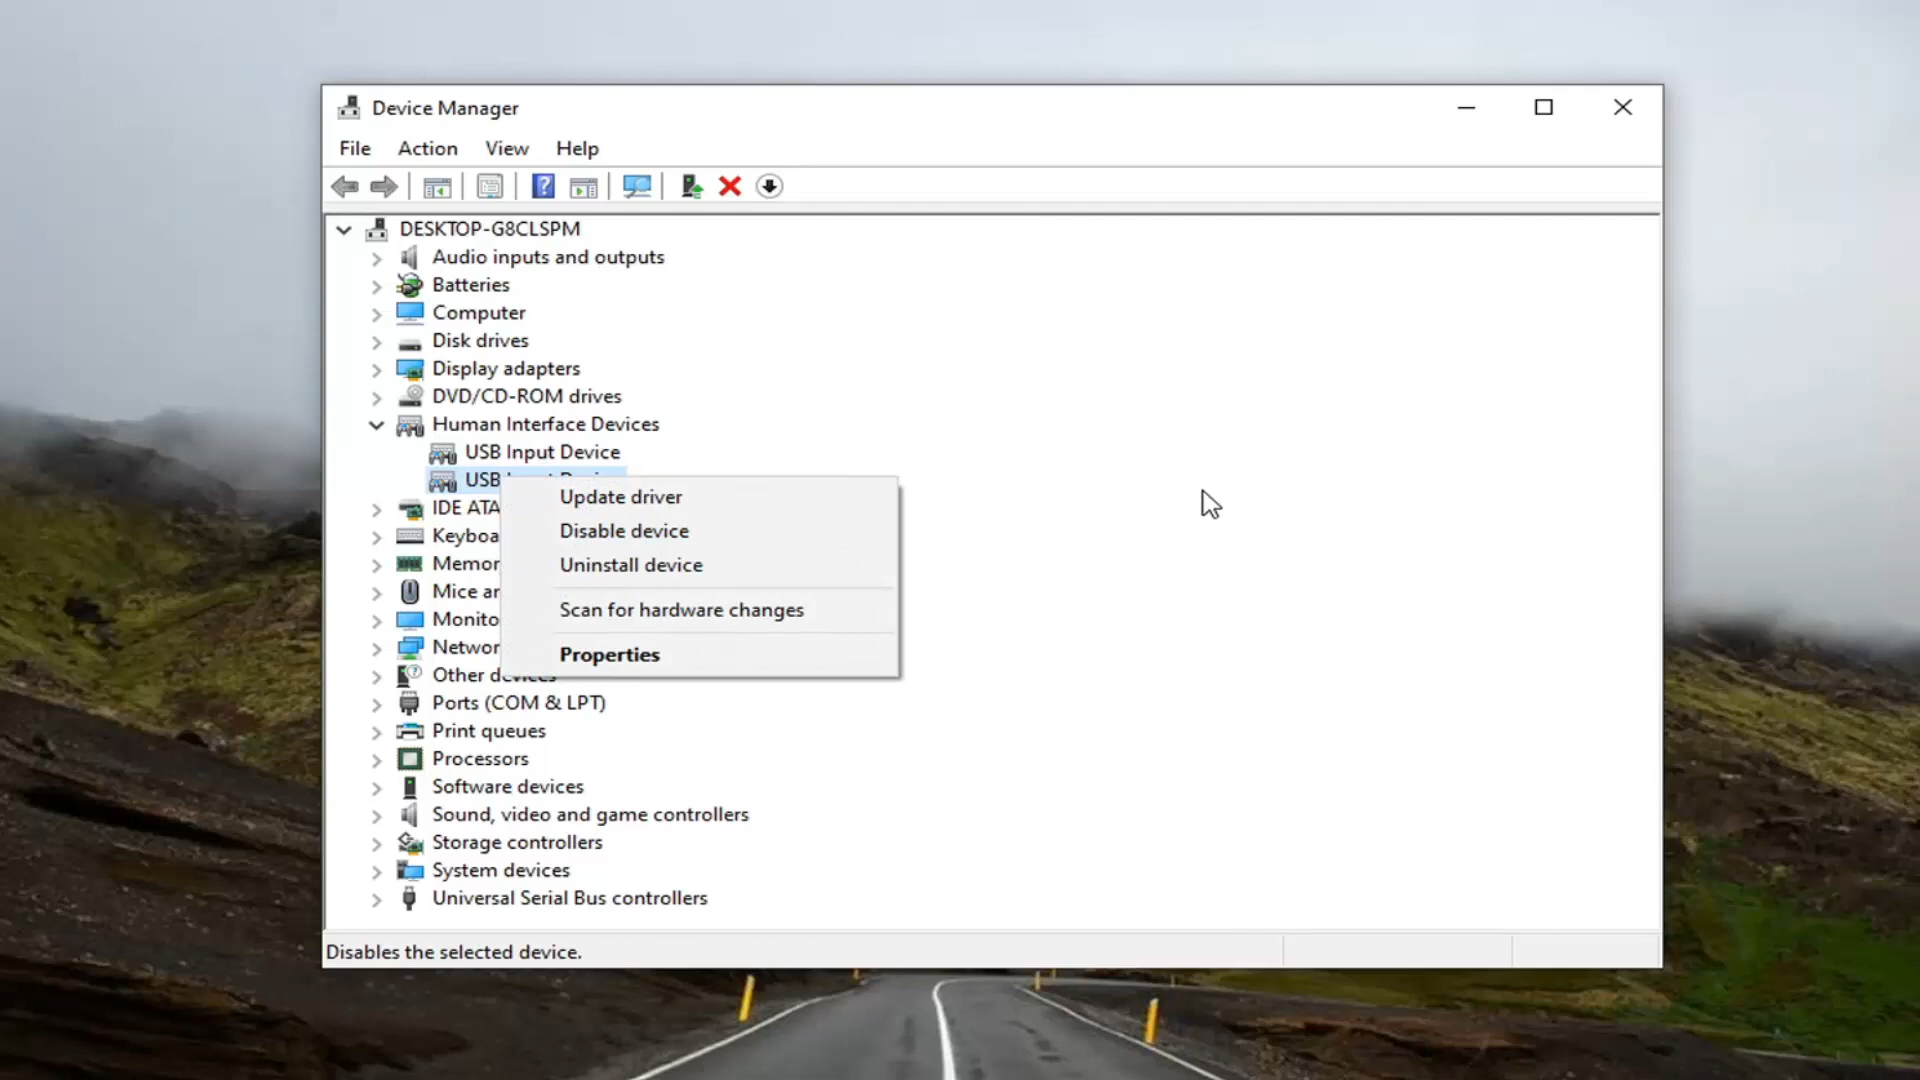 Device Manager
File Action View Help
DESKTOP-G8CLSPM
Audio inputs and outputs
Batteries
Computer
Disk drives
Display adapters
DVD/CD-ROM drives
Human Interface Devices
USB Input Device
USB
Update driver
IDE ATA
Disable device
Keyboa
Memor
Uninstall device
Mice ar
Scan for hardware changes
Monito
Networ
Properties
Other devices
Ports (COM & LPT)
Print queues
Processors
Software devices
Sound, video and game controllers
Storage controllers
System devices
Universal Serial Bus controllers
Disables the selected device.